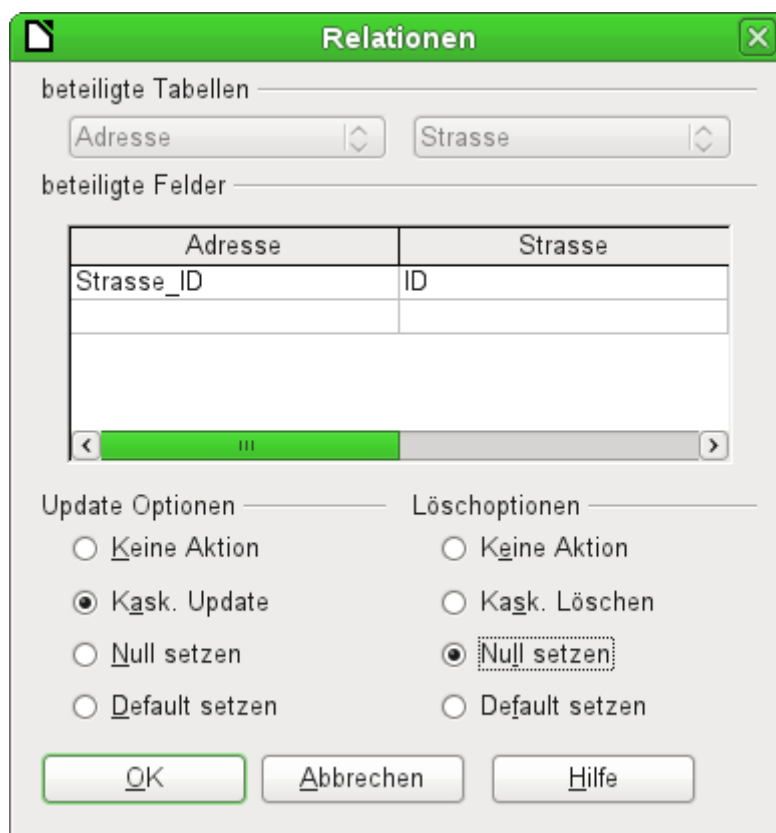 Relationen
beteiligte Tabellen
Adresse Strasse
beteiligte Felder
Adresse Strasse
Strasse_ID ID
Update Optionen Löschoptionen
Keine Aktion Keine Aktion
Kask. Update Kask. Löschen
Null setzen Null setzen
Default setzen Default setzen
OK Abbrechen Hilfe